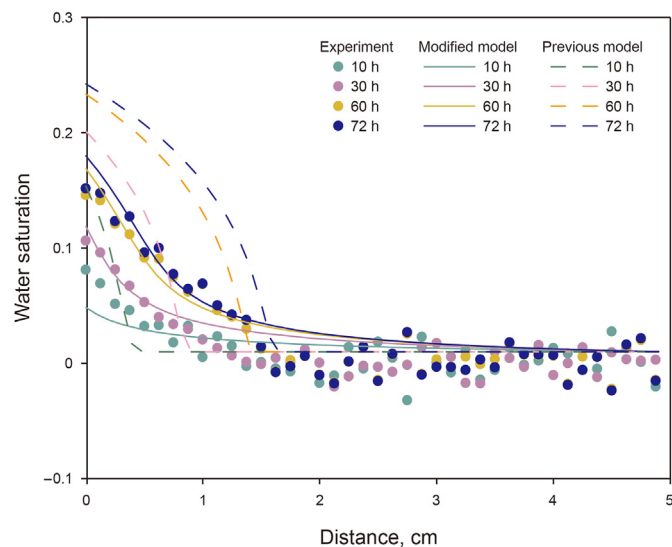 0.3
Experiment Modified model Previous model
10 h 10 h 10 h
30 h 30 h 30 h
60 h 60 h 60 h
72 h 72 h 72 h
0.2
0.1
0
–0.1
Water saturation
0 1 2 3 4 5
Distance, cm